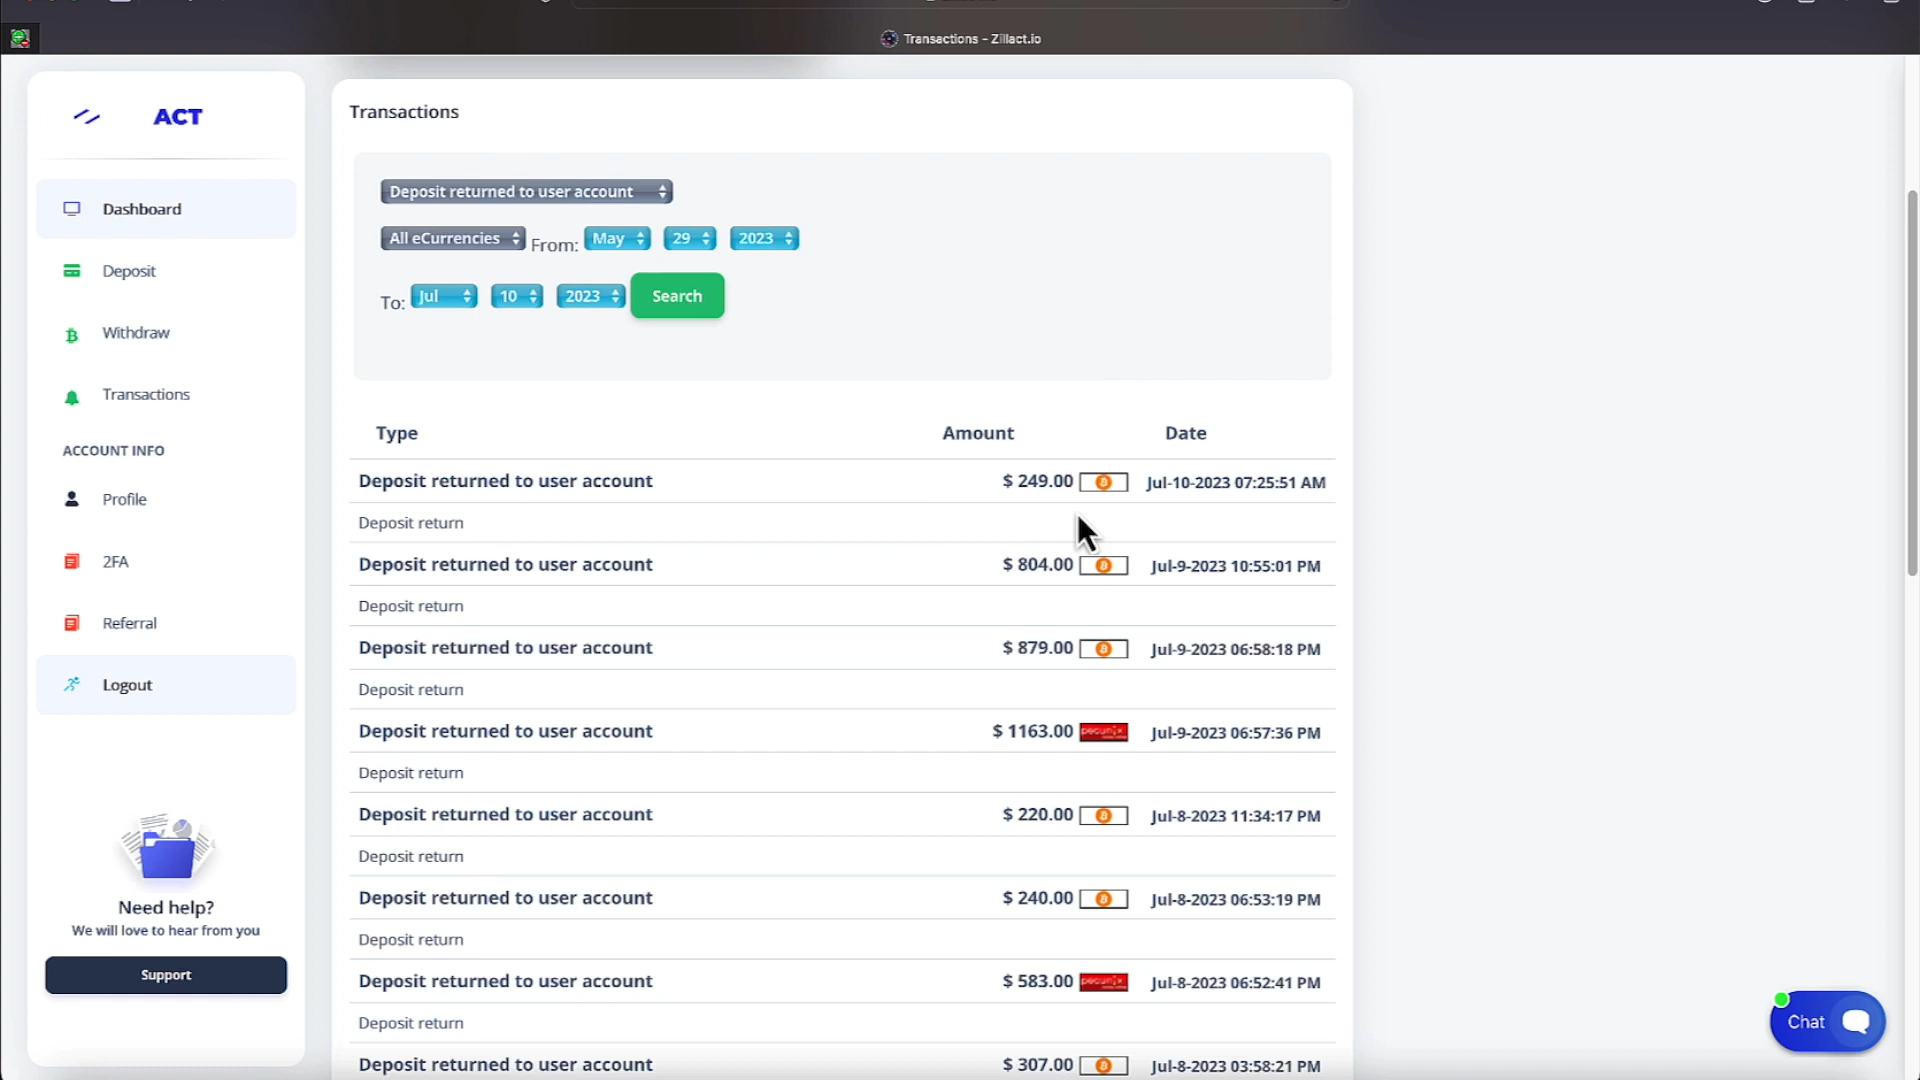 Transactions – Zillact.io
ACT
Dashboard
Deposit
Withdraw
Transactions
ACCOUNT INFO
Profile
2FA
Referral
Logout
Need help?
We will love to hear from you
Support
Transactions
Deposit returned to user account
All eCurrencies From: May 29 2023
To: Jul 10 2023 Search
Type Amount Date
Deposit returned to user account $ 249.00 Jul-10-2023 07:25:51 AM
Deposit return
Deposit returned to user account $ 804.00 Jul-9-2023 10:55:01 PM
Deposit return
Deposit returned to user account $ 879.00 Jul-9-2023 06:58:18 PM
Deposit return
Deposit returned to user account $ 1163.00 pecunix Jul-9-2023 06:57:36 PM
Deposit return
Deposit returned to user account $ 220.00 Jul-8-2023 11:34:17 PM
Deposit return
Deposit returned to user account $ 240.00 Jul-8-2023 06:53:19 PM
Deposit return
Deposit returned to user account $ 583.00 pecunix Jul-8-2023 06:52:41 PM
Deposit return
Deposit returned to user account $ 307.00 Jul-8-2023 03:58:21 PM
Chat